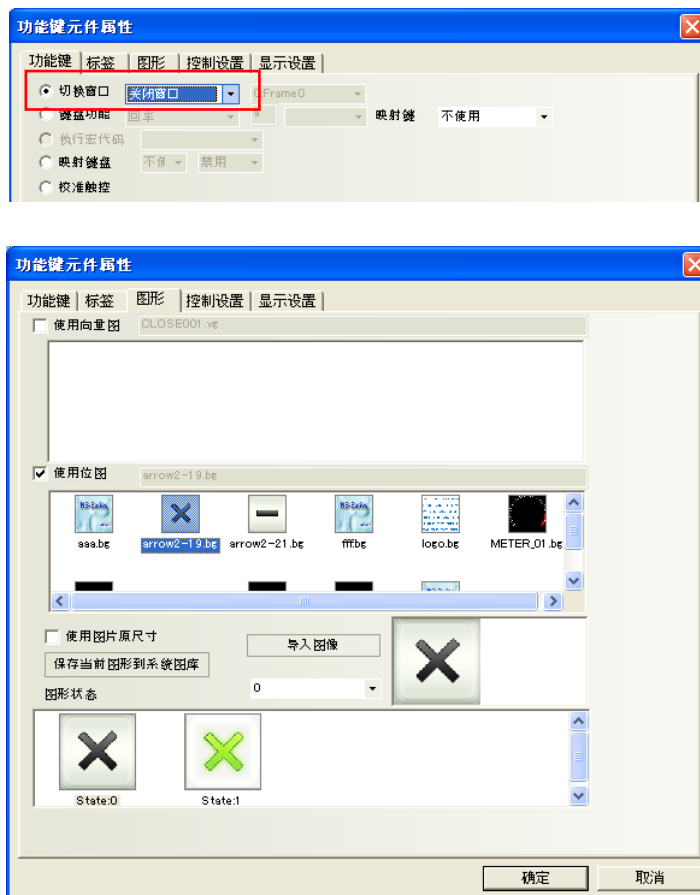 功能键元件属性
功能键 标签 图形 控制设置 显示设置
切换窗口 关闭窗口 0.Frame0
键盘功能 回车 映射键 不使用
执行宏代码
映射键盘 禁用
校准触控
功能键元件属性
功能键 标签 图形 控制设置 显示设置
使用向量图 CLOSE001.vg
使用位图 arrow2-19.bg
aaa.bg arrow2-19.bg arrow2-21.bg fff.bg logo.bg METER_01.bg
使用图片原尺寸
导入图像
保存当前图形到系统图库
图形状态 0
State:0 State:1
确定 取消